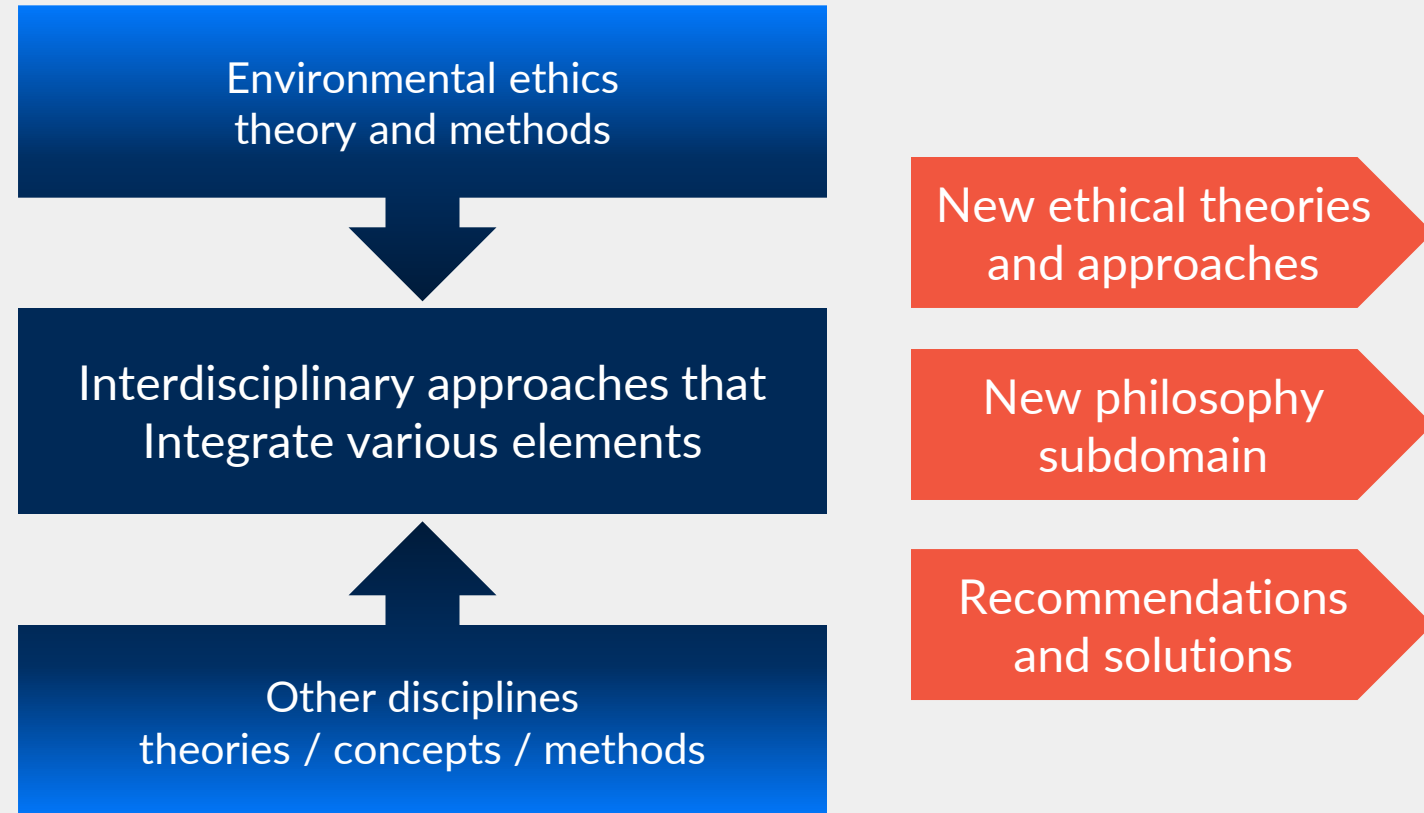 Environmental ethics
theory and methods
Interdisciplinary approaches that
Integrate various elements
Other disciplines
theories / concepts / methods
New ethical theories
and approaches
New philosophy
subdomain
Recommendations
and solutions